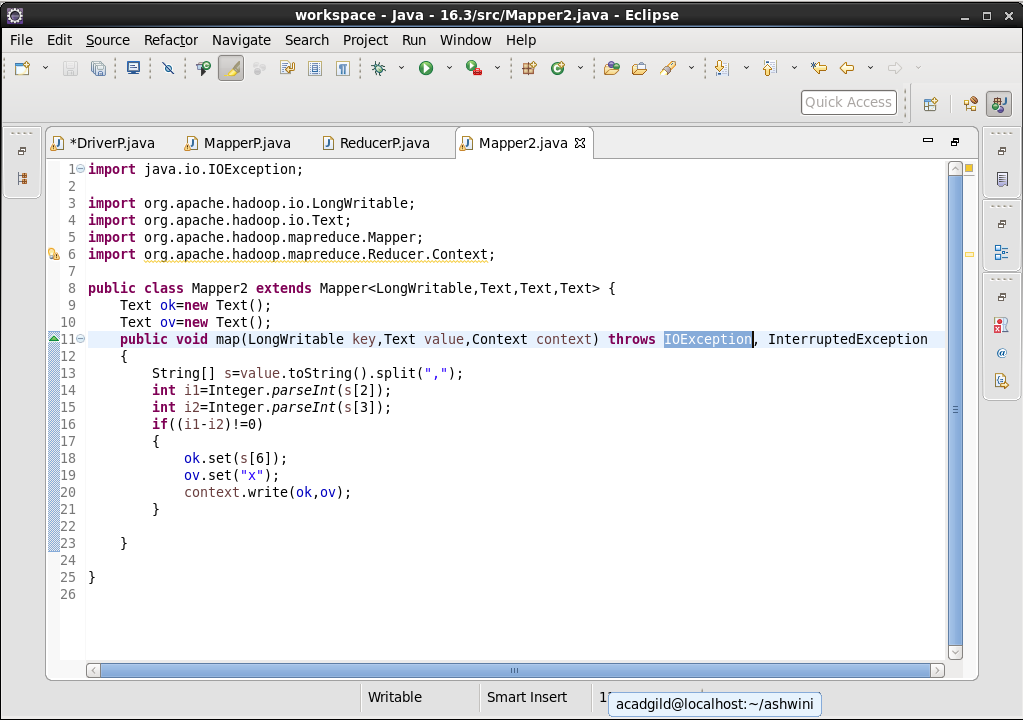 workspace - Java - 16.3/src/Mapper2.java - Eclipse
File Edit Source Refactor Navigate Search Project Run Window Help
Quick Access
*DriverP.java MapperP.java ReducerP.java Mapper2.java
1 import java.io.IOException;
2
3 import org.apache.hadoop.io.LongWritable;
4 import org.apache.hadoop.io.Text;
5 import org.apache.hadoop.mapreduce.Mapper;
6 import org.apache.hadoop.mapreduce.Reducer.Context;
7
8 public class Mapper2 extends Mapper<LongWritable,Text,Text,Text> {
9     Text ok=new Text();
10     Text ov=new Text();
11     public void map(LongWritable key,Text value,Context context) throws IOException, InterruptedException
12     {
13         String[] s=value.toString().split(",");
14         int i1=Integer.parseInt(s[2]);
15         int i2=Integer.parseInt(s[3]);
16         if((i1-i2)!=0)
17         {
18             ok.set(s[6]);
19             ov.set("x");
20             context.write(ok,ov);
21         }
22
23     }
24
25 }
26
Writable Smart Insert
acadgild@localhost:~/ashwini